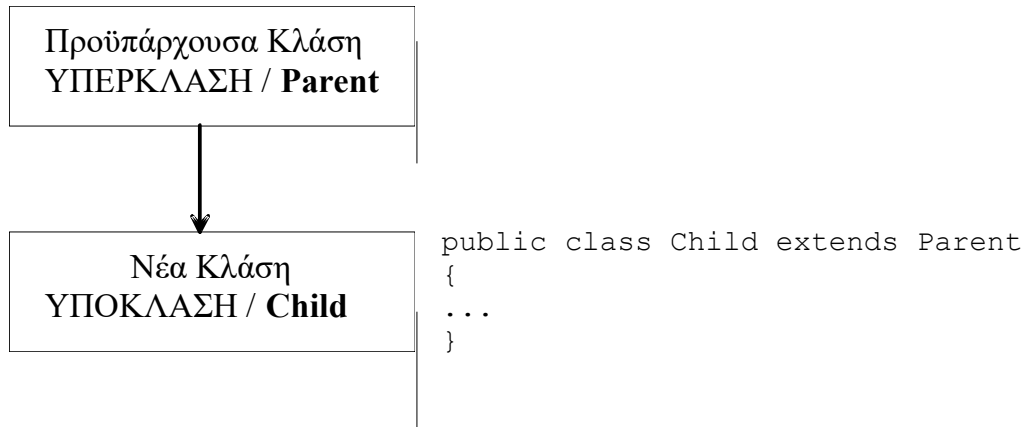 Προϋπάρχουσα Κλάση
ΥΠΕΡΚΛΑΣΗ / Parent
Νέα Κλάση
ΥΠΟΚΛΑΣΗ / Child
public class Child extends Parent
{
...
}